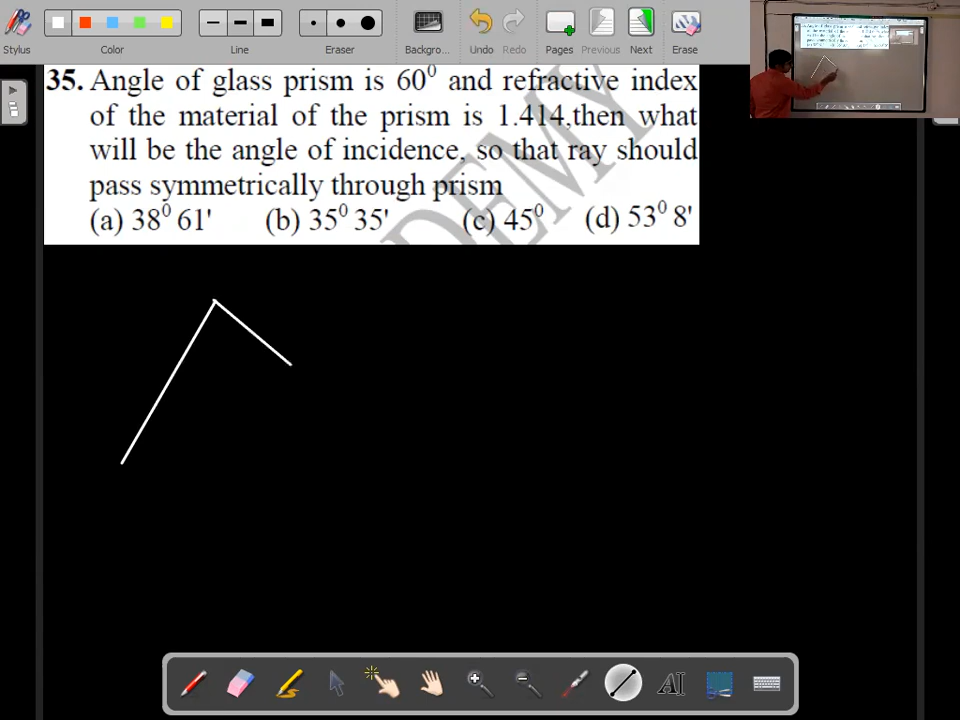 Stylus
Color
Line
Eraser
Backgro...
Undo
Redo
Pages
Previous
Next
Erase
35. Angle of glass prism is 60⁰ and refractive index
of the material of the prism is 1.414,then what
will be the angle of incidence, so that ray should
pass symmetrically through prism
(a) 38⁰ 61' (b) 35⁰ 35' (c) 45⁰ (d) 53⁰ 8'
DEMY
AI